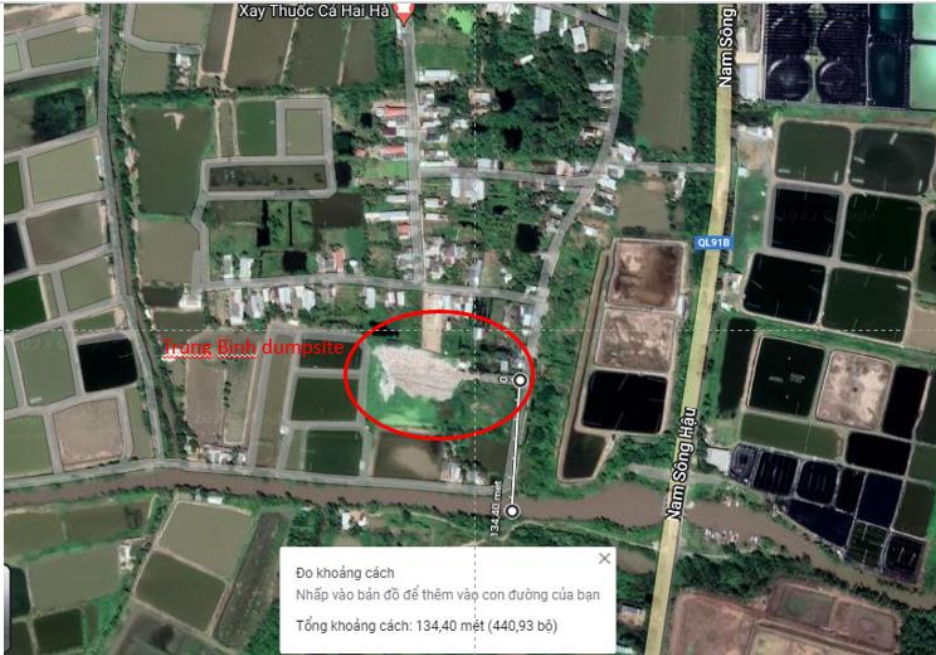 Xay Thuốc Cá Hai Hà
Nam Sông
QL91B
Trung Bình dumpsite
0
134,40 mét
Nam Sông Hậu
Đo khoảng cách
Nhấp vào bản đồ để thêm vào con đường của bạn
Tổng khoảng cách: 134,40 mét (440,93 bộ)